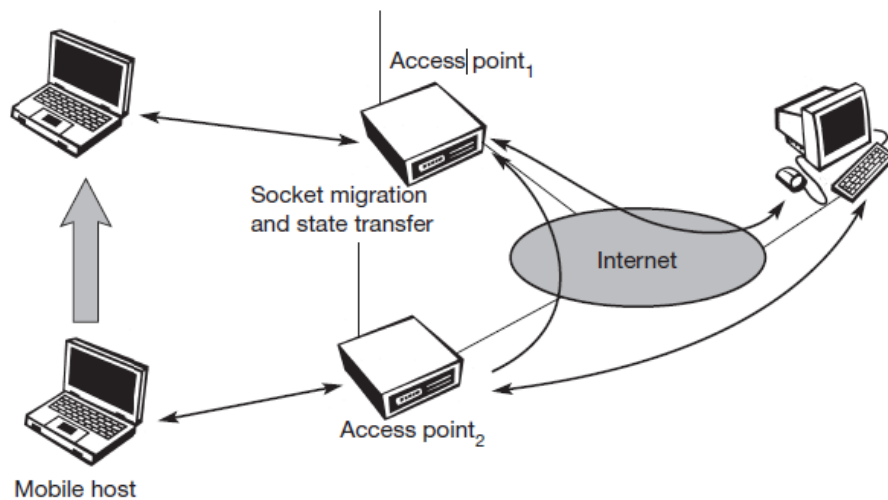 Access point₁
Socket migration
and state transfer
Internet
Access point₂
Mobile host